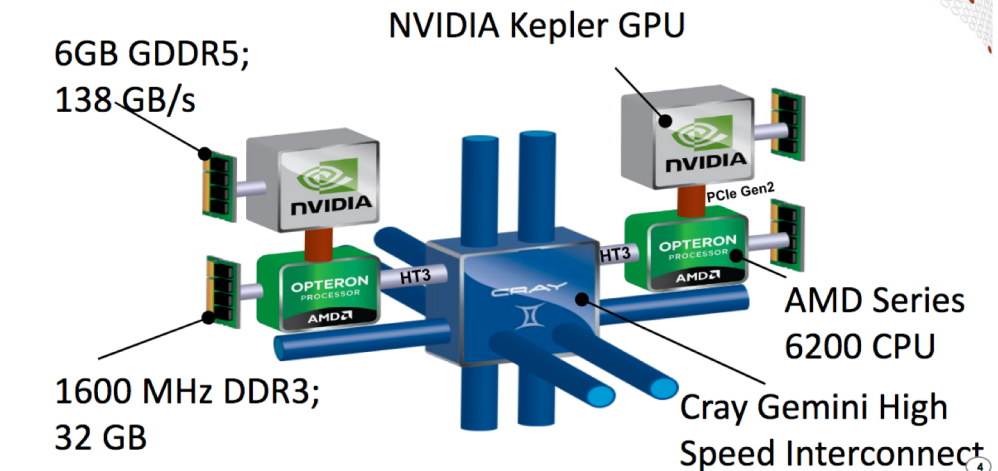 NVIDIA Kepler GPU
6GB GDDR5;
138 GB/s
NVIDIA
NVIDIA
PCIe Gen2
OPTERON
PROCESSOR
AMD
OPTERON
PROCESSOR
AMD
HT3
HT3
CRAY
AMD Series
6200 CPU
1600 MHz DDR3;
32 GB
Cray Gemini High
Speed Interconnect
4